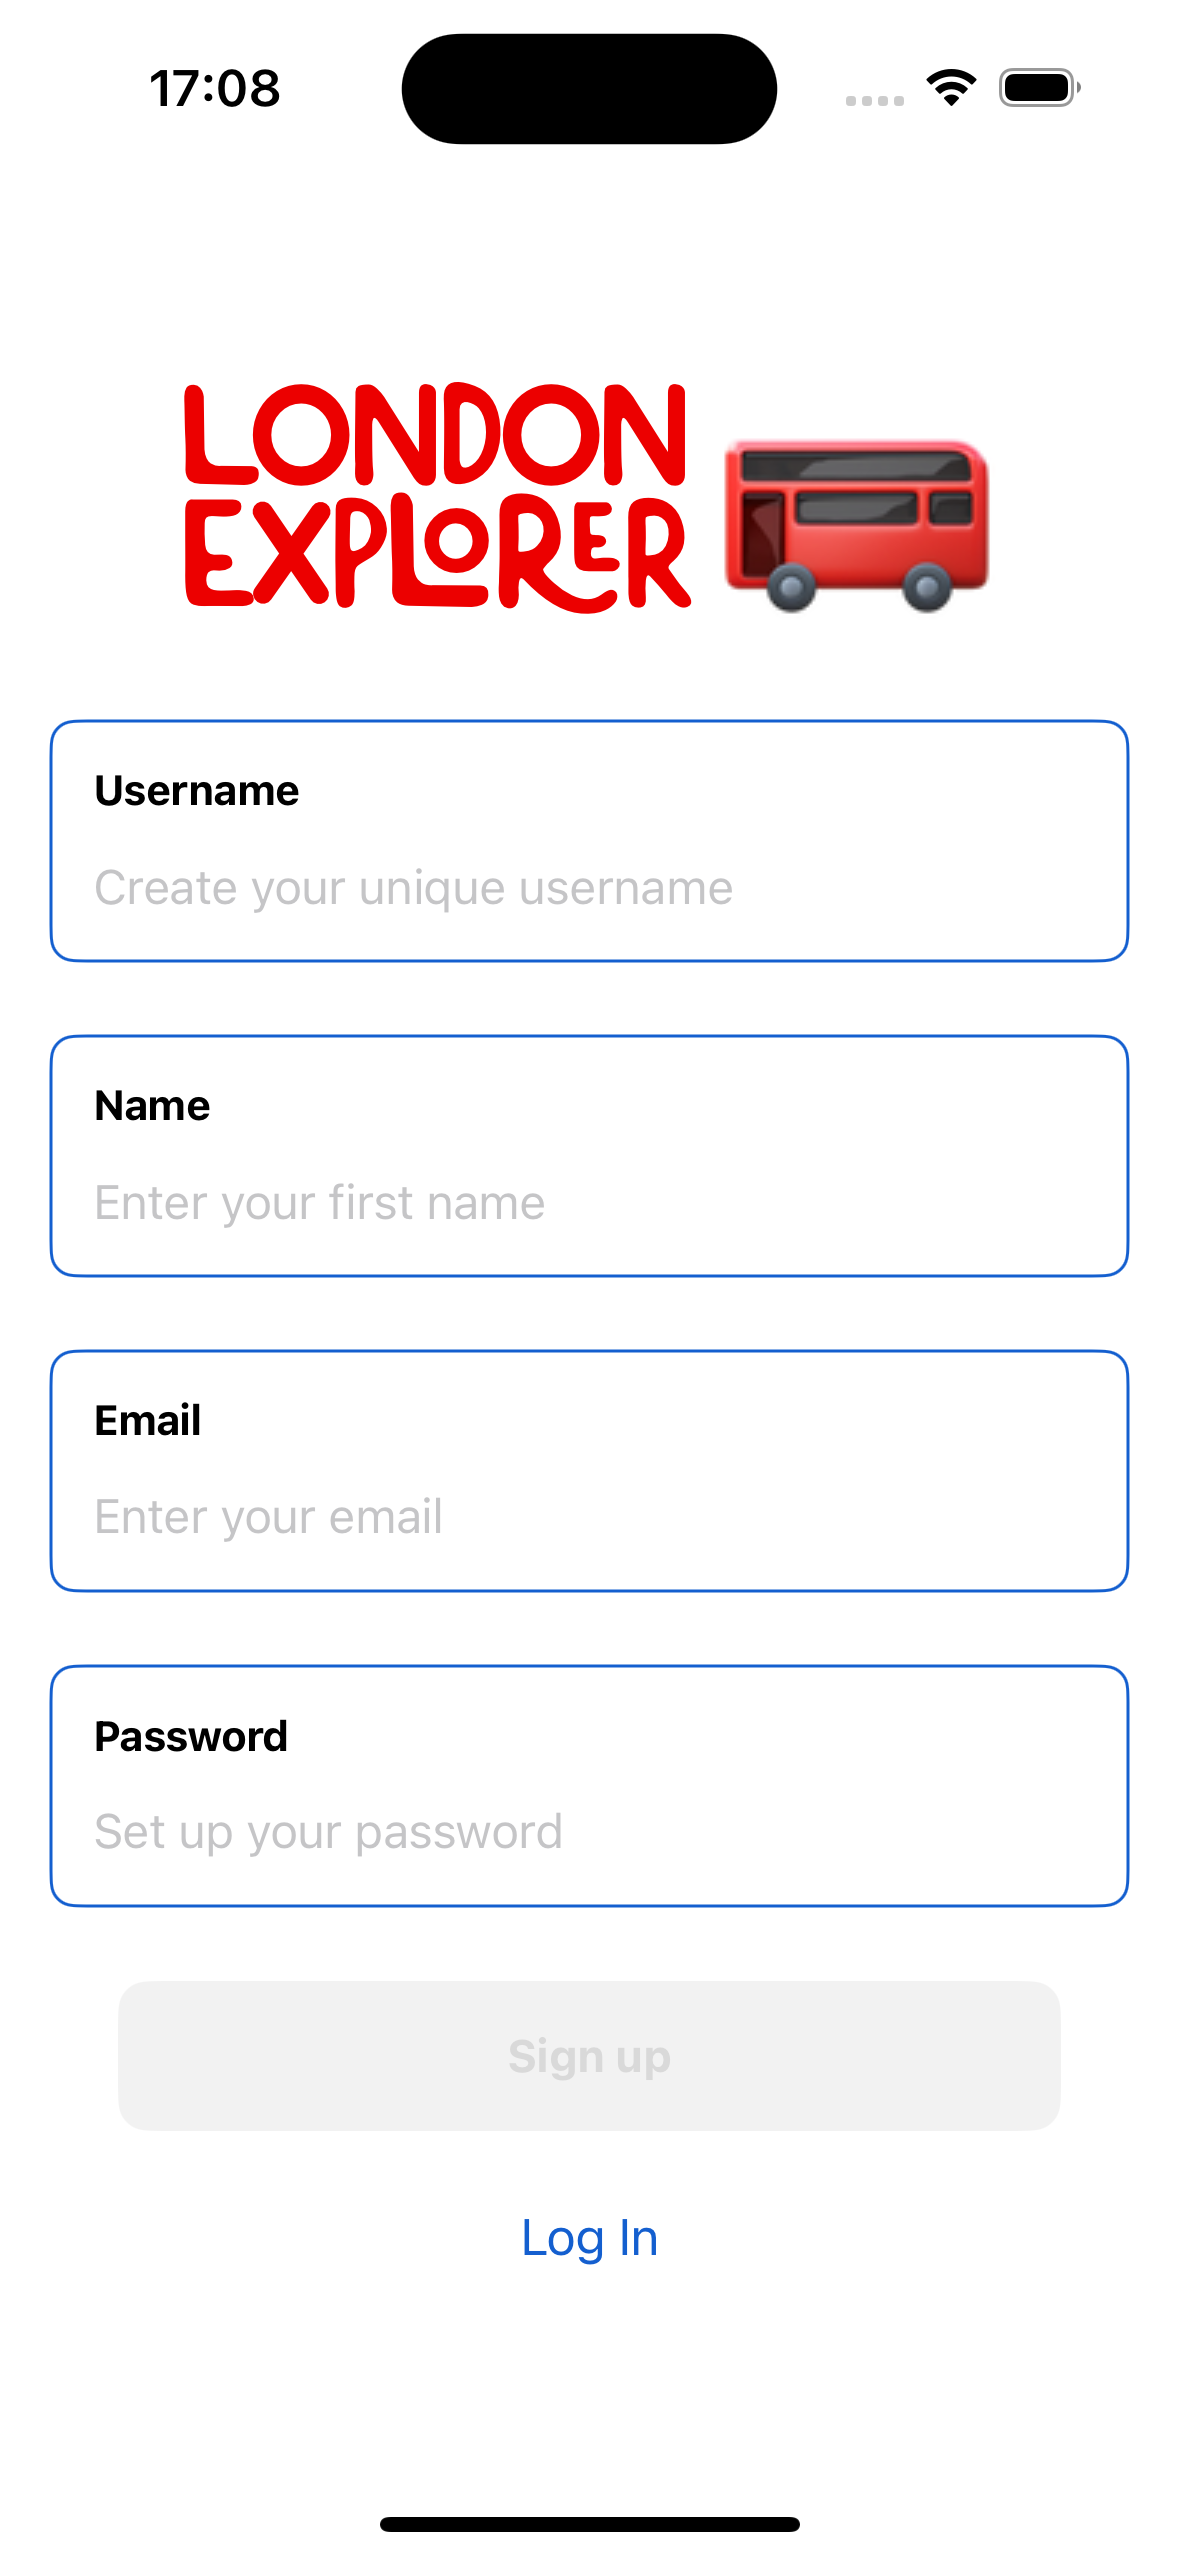 17:08
LONDON
EXPLORER
Username
Create your unique username
Name
Enter your first name
Email
Enter your email
Password
Set up your password
Sign up
Log In